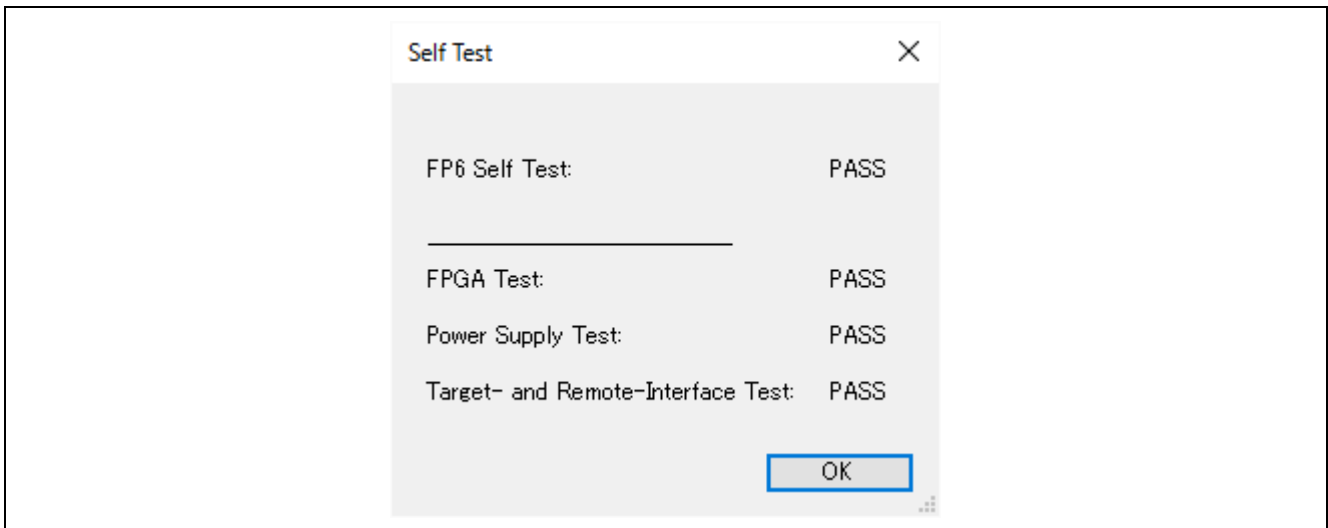 Self Test
FP6 Self Test: PASS
FPGA Test: PASS
Power Supply Test: PASS
Target- and Remote-Interface Test: PASS
OK